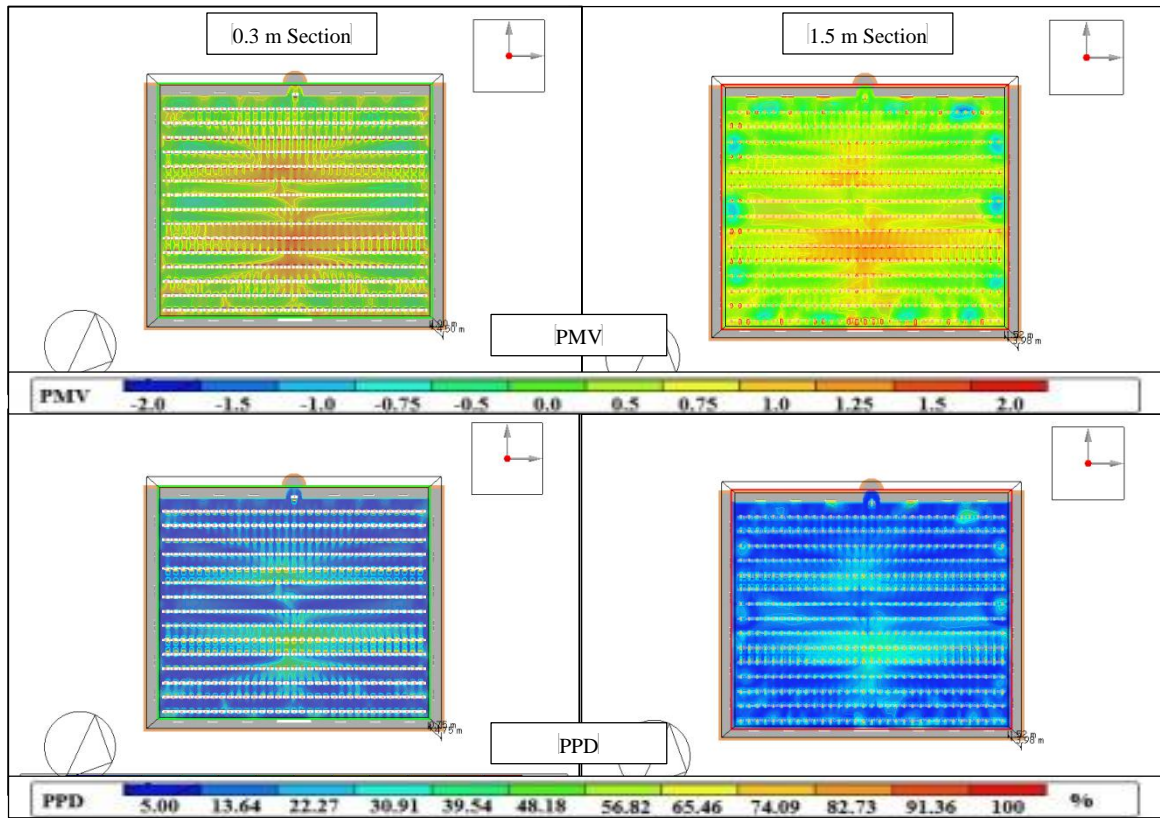 0.3 m Section
1.5 m Section
PMV
PMV -2.0 -1.5 -1.0 -0.75 -0.5 0.0 0.5 0.75 1.0 1.25 1.5 2.0
PPD
PPD 5.00 13.64 22.27 30.91 39.54 48.18 56.82 65.46 74.09 82.73 91.36 100 %